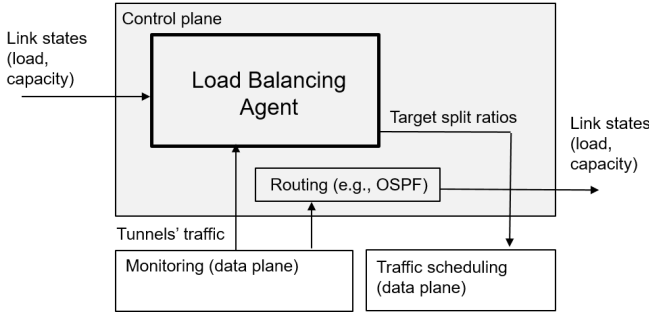 Control plane
Link states
(load,
capacity)
Load Balancing
Agent
Target split ratios
Link states
(load,
capacity)
Routing (e.g., OSPF)
Tunnels' traffic
Monitoring (data plane)
Traffic scheduling
(data plane)